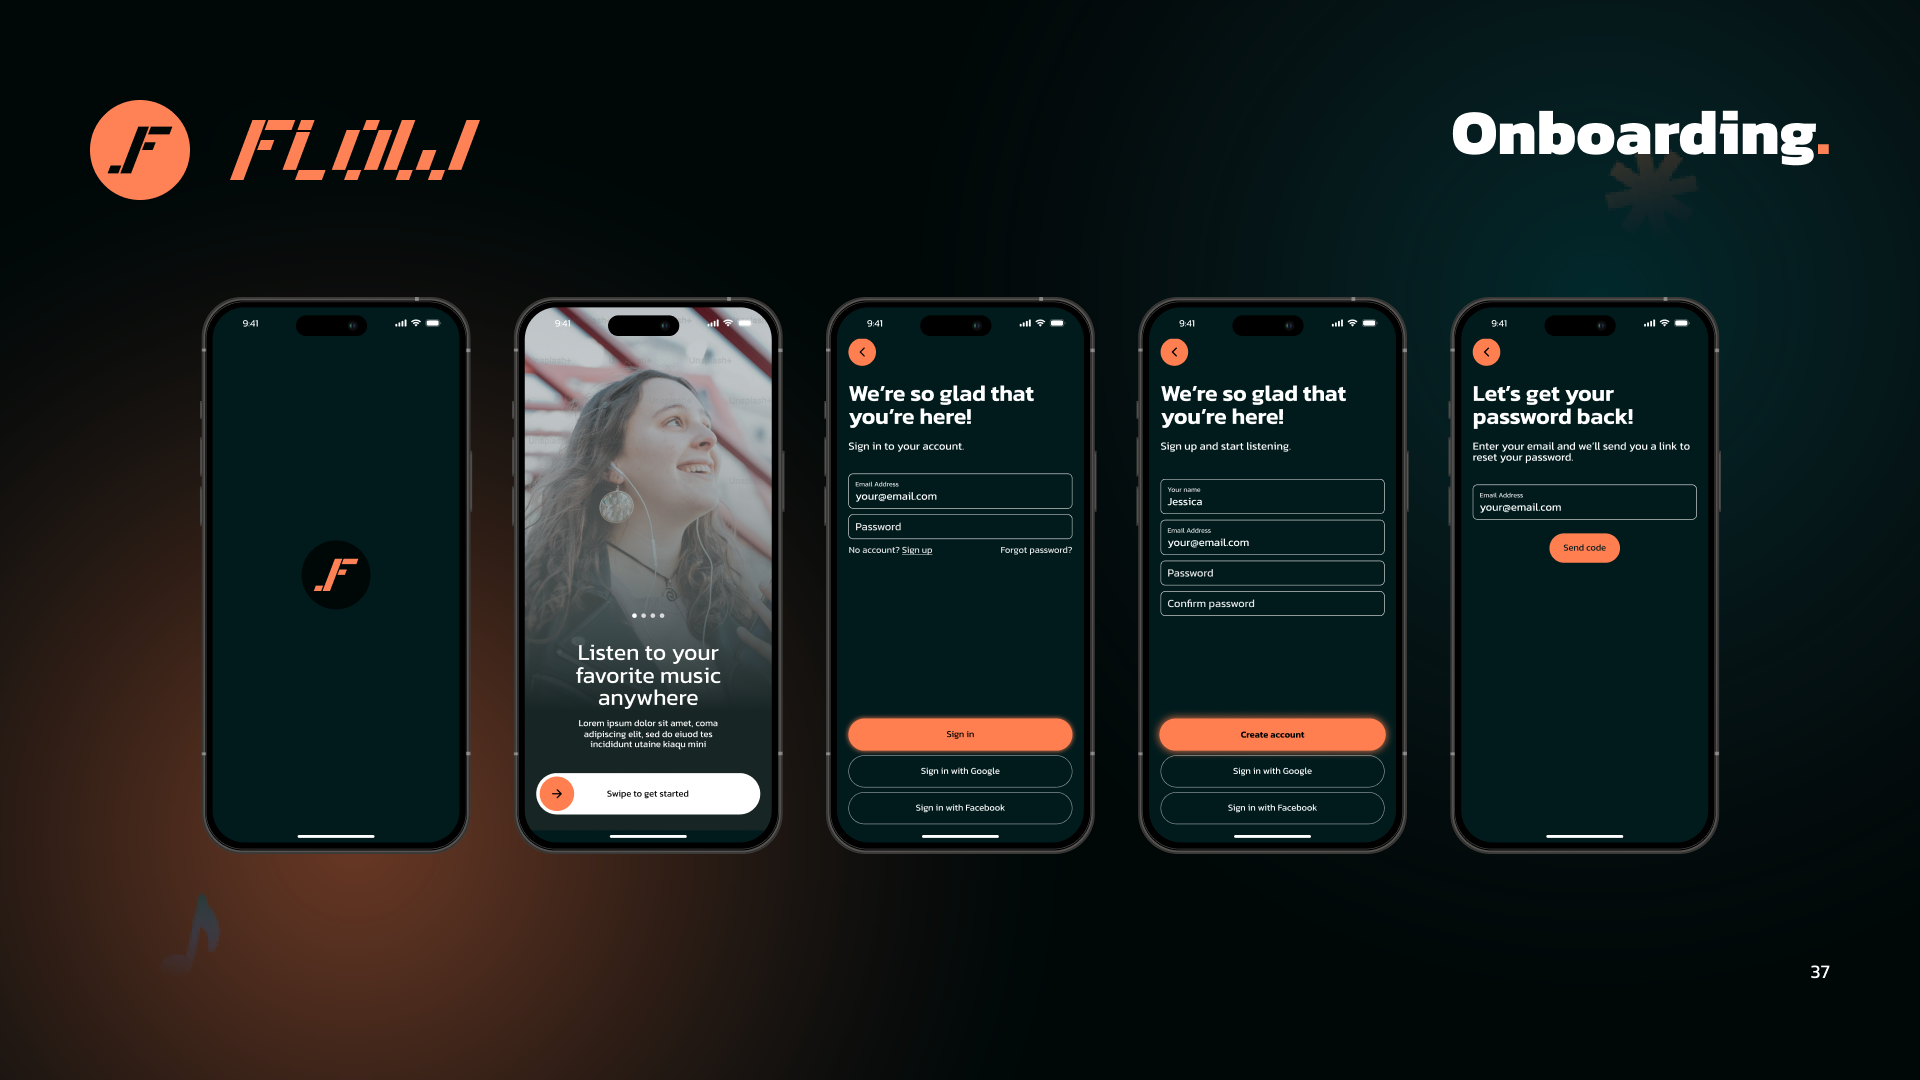 F FLOW
Onboarding.
9:41
9:41
Unsplash+
Listen to your
favorite music
anywhere
Lorem ipsum dolor sit amet, coma
adipiscing elit, sed do eiuod tes
incididunt utaine kiaqu mini
Swipe to get started
9:41
We're so glad that
you're here!
Sign in to your account.
Email Address
your@email.com
Password
No account? Sign up Forgot password?
Sign in
Sign in with Google
Sign in with Facebook
9:41
We're so glad that
you're here!
Sign up and start listening.
Your name
Jessica
Email Address
your@email.com
Password
Confirm password
Create account
Sign in with Google
Sign in with Facebook
9:41
Let's get your
password back!
Enter your email and we'll send you a link to
reset your password.
Email Address
your@email.com
Send code
37